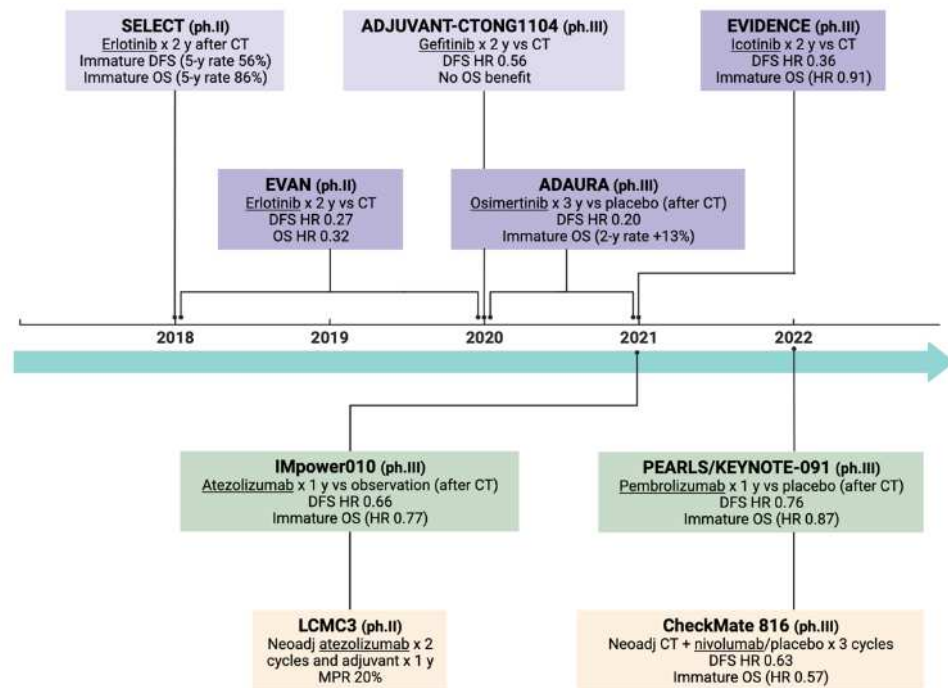 SELECT (ph.II)
Erlotinib x 2 y after CT
Immature DFS (5-y rate 56%)
Immature OS (5-y rate 86%)
ADJUVANT-CTONG1104 (ph.III)
Gefitinib x 2 y vs CT
DFS HR 0.56
No OS benefit
EVIDENCE (ph.III)
Icotinib x 2 y vs CT
DFS HR 0.36
Immature OS (HR 0.91)
EVAN (ph.II)
Erlotinib x 2 y vs CT
DFS HR 0.27
OS HR 0.32
ADAURA (ph.III)
Osimertinib x 3 y vs placebo (after CT)
DFS HR 0.20
Immature OS (2-y rate +13%)
2018 2019 2020 2021 2022
IMpower010 (ph.III)
Atezolizumab x 1 y vs observation (after CT)
DFS HR 0.66
Immature OS (HR 0.77)
PEARLS/KEYNOTE-091 (ph.III)
Pembrolizumab x 1 y vs placebo (after CT)
DFS HR 0.76
Immature OS (HR 0.87)
LCMC3 (ph.II)
Neoadj atezolizumab x 2
cycles and adjuvant x 1 y
MPR 20%
CheckMate 816 (ph.III)
Neoadj CT + nivolumab/placebo x 3 cycles
DFS HR 0.63
Immature OS (HR 0.57)